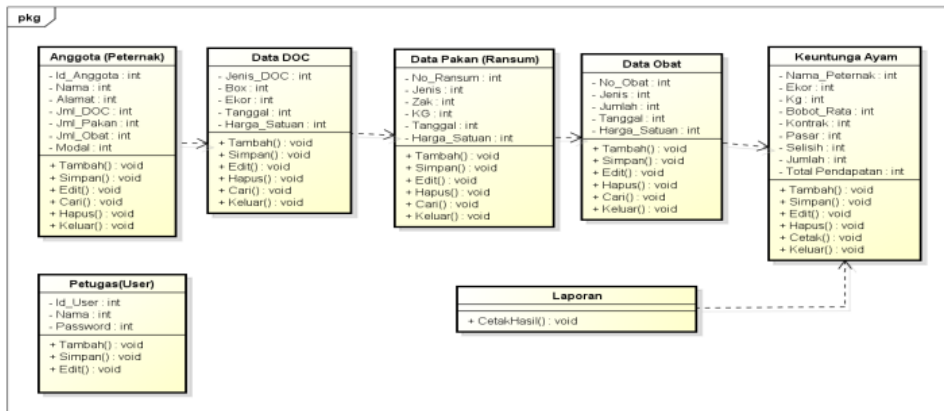 pkg
Anggota (Peternak)
- Id_Anggota : int
- Nama : int
- Alamat : int
- Jml_DOC : int
- Jml_Pakan : int
- Jml_Obat : int
- Modal : int
+ Tambah() : void
+ Simpan() : void
+ Edit() : void
+ Cari() : void
+ Hapus() : void
+ Keluar() : void
Data DOC
- Jenis_DOC : int
- Box : int
- Ekor : int
- Tanggal : int
- Harga_Satuan : int
+ Tambah() : void
+ Simpan() : void
+ Edit() : void
+ Hapus() : void
+ Cari() : void
+ Keluar() : void
Data Pakan (Ransum)
- No_Ransum : int
- Jenis : int
- Zak : int
- KG : int
- Tanggal : int
- Harga_Satuan : int
+ Tambah() : void
+ Simpan() : void
+ Edit() : void
+ Hapus() : void
+ Cari() : void
+ Keluar() : void
Data Obat
- No_Obat : int
- Jenis : int
- Jumlah : int
- Tanggal : int
- Harga_Satuan : int
+ Tambah() : void
+ Simpan() : void
+ Edit() : void
+ Hapus() : void
+ Cari() : void
+ Keluar() : void
Keuntunga Ayam
- Nama_Peternak : int
- Ekor : int
- Kg : int
- Bobot_Rata : int
- Kontrak : int
- Pasar : int
- Selisih : int
- Jumlah : int
- Total Pendapatan : int
+ Tambah() : void
+ Simpan() : void
+ Edit() : void
+ Hapus() : void
+ Cetak() : void
+ Keluar() : void
Petugas(User)
- Id_User : int
- Nama : int
- Password : int
+ Tambah() : void
+ Simpan() : void
+ Edit() : void
Laporan
+ CetakHasil() : void